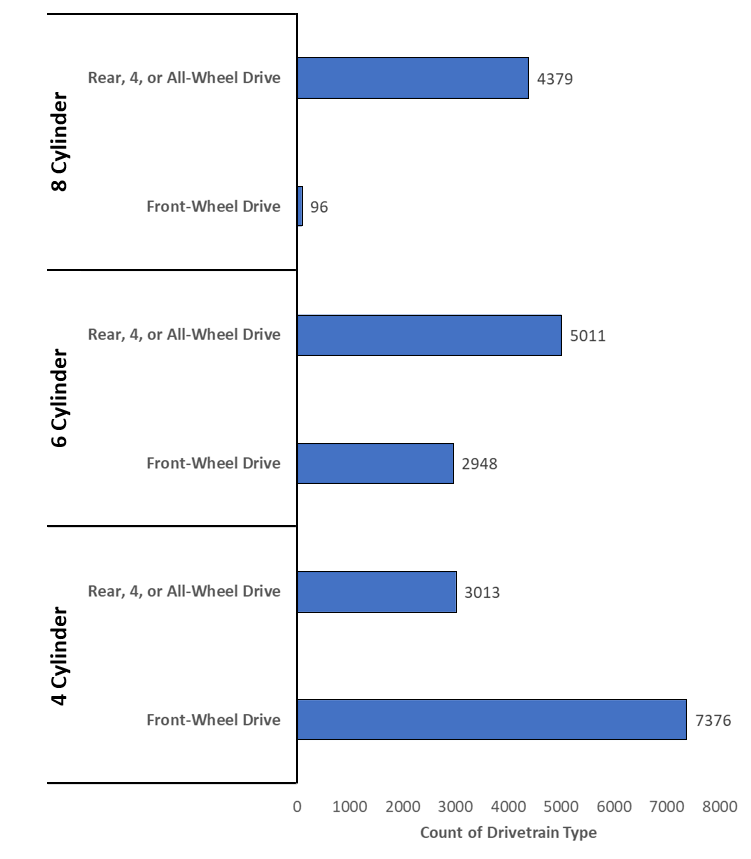 8 Cylinder
Rear, 4, or All-Wheel Drive
4379
Front-Wheel Drive
96
6 Cylinder
Rear, 4, or All-Wheel Drive
5011
Front-Wheel Drive
2948
4 Cylinder
Rear, 4, or All-Wheel Drive
3013
Front-Wheel Drive
7376
0 1000 2000 3000 4000 5000 6000 7000 8000
Count of Drivetrain Type